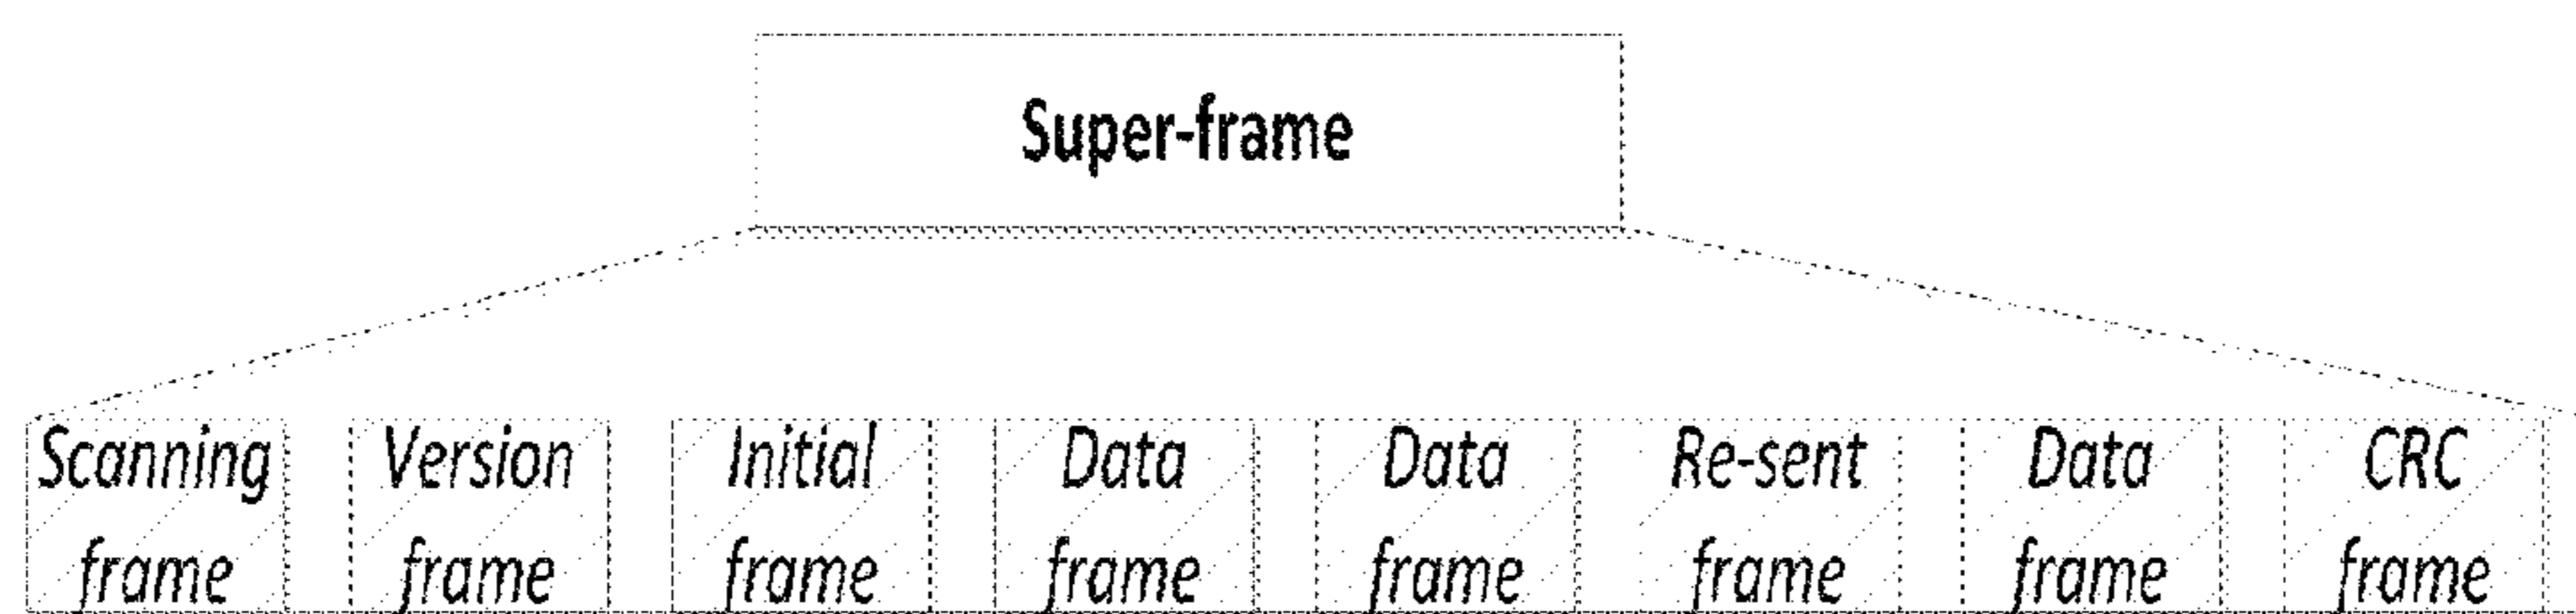 Super-frame
Scanning frame
Version frame
Initial frame
Data frame
Data frame
Re-sent frame
Data frame
CRC frame